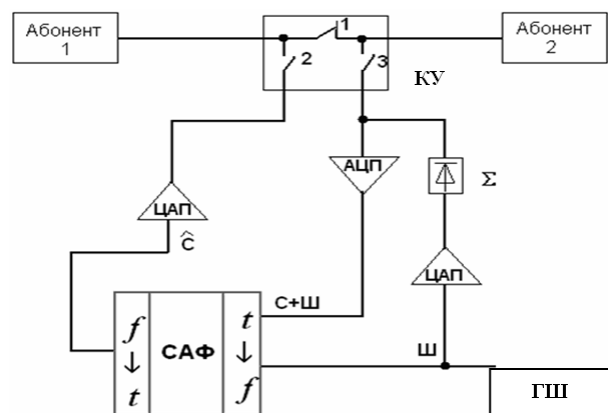 Абонент
1
1
2
3
Абонент
2
КУ
АЦП
Σ
ЦАП
Ĉ
ЦАП
С+Ш
f
↓
t
САФ
t
↓
f
Ш
ГШ